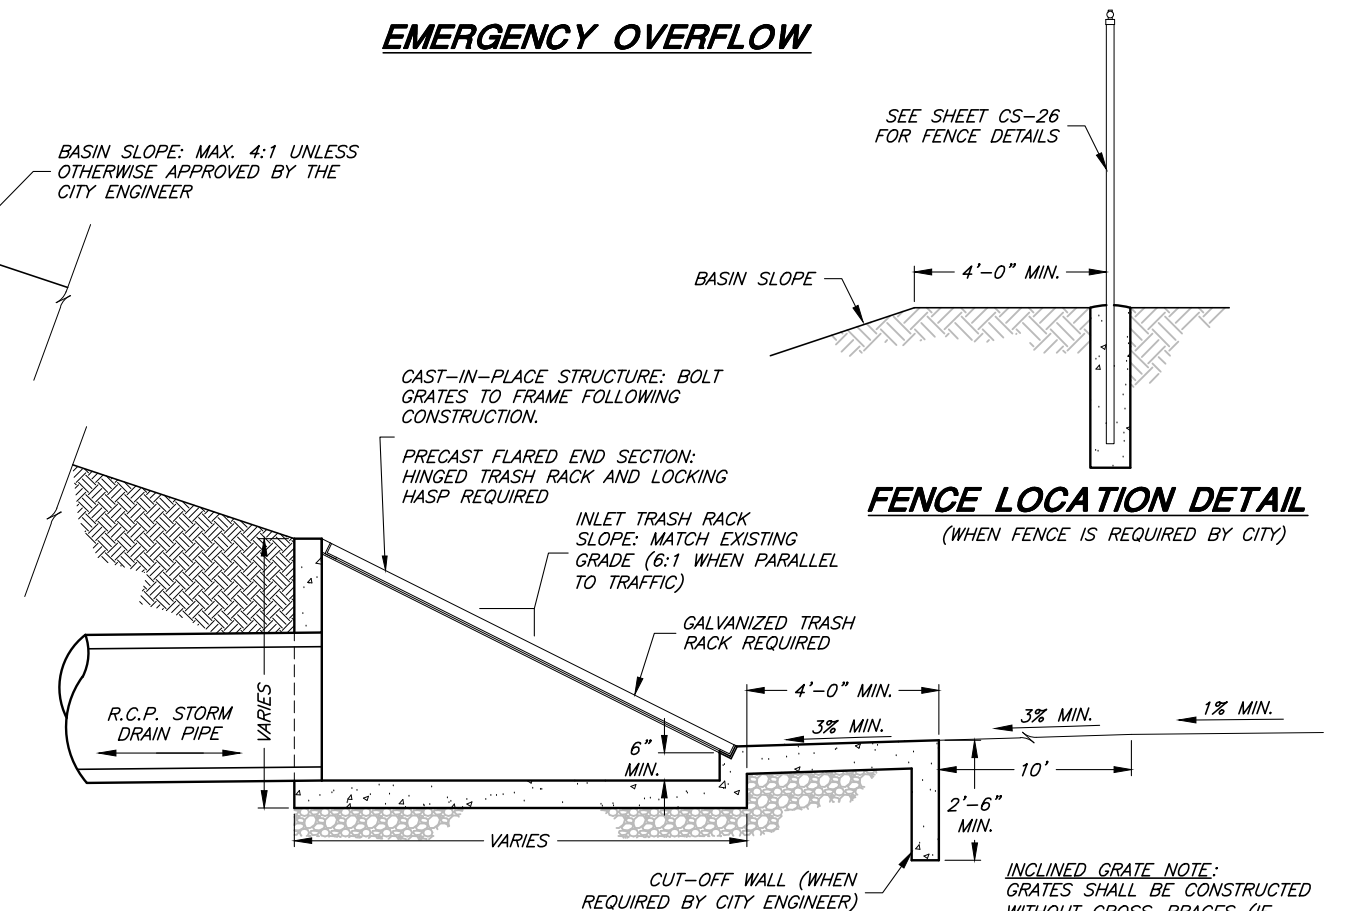 EMERGENCY OVERFLOW
SEE SHEET CS-26
FOR FENCE DETAILS
BASIN SLOPE: MAX. 4:1 UNLESS
OTHERWISE APPROVED BY THE
CITY ENGINEER
4'-0" MIN.
BASIN SLOPE
CAST-IN-PLACE STRUCTURE: BOLT
GRATES TO FRAME FOLLOWING
CONSTRUCTION.
PRECAST FLARED END SECTION:
HINGED TRASH RACK AND LOCKING
HASP REQUIRED
FENCE LOCATION DETAIL
(WHEN FENCE IS REQUIRED BY CITY)
INLET TRASH RACK
SLOPE: MATCH EXISTING
GRADE (6:1 WHEN PARALLEL
TO TRAFFIC)
GALVANIZED TRASH
RACK REQUIRED
4'-0" MIN.
R.C.P. STORM
DRAIN PIPE
VARIES
6"
MIN.
3% MIN.
3% MIN.
1% MIN.
10'
2'-6"
MIN.
VARIES
CUT-OFF WALL (WHEN
REQUIRED BY CITY ENGINEER)
INCLINED GRATE NOTE:
GRATES SHALL BE CONSTRUCTED
WITHOUT CROSS BRACES (IF